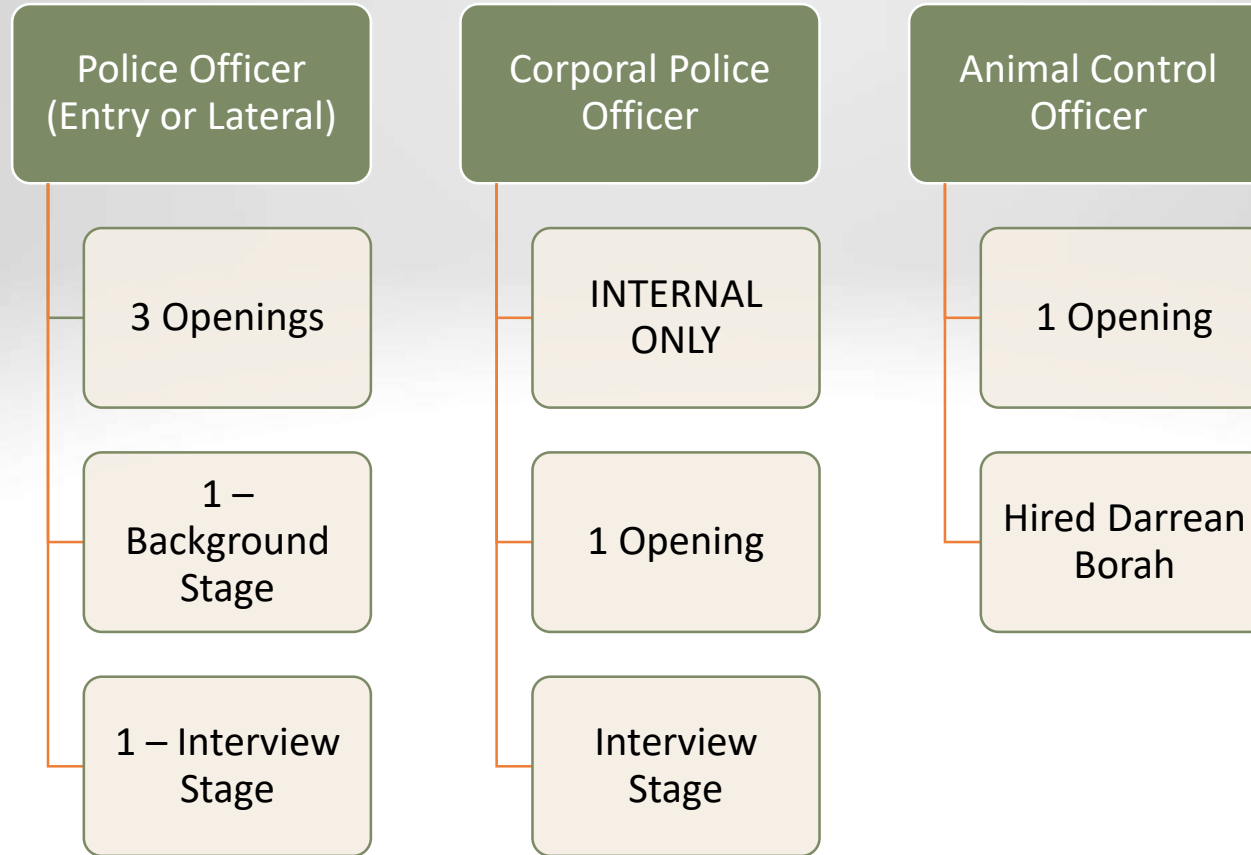 Police Officer
(Entry or Lateral)
3 Openings
1 –
Background
Stage
1 – Interview
Stage
Corporal Police
Officer
INTERNAL
ONLY
1 Opening
Interview
Stage
Animal Control
Officer
1 Opening
Hired Darrean
Borah